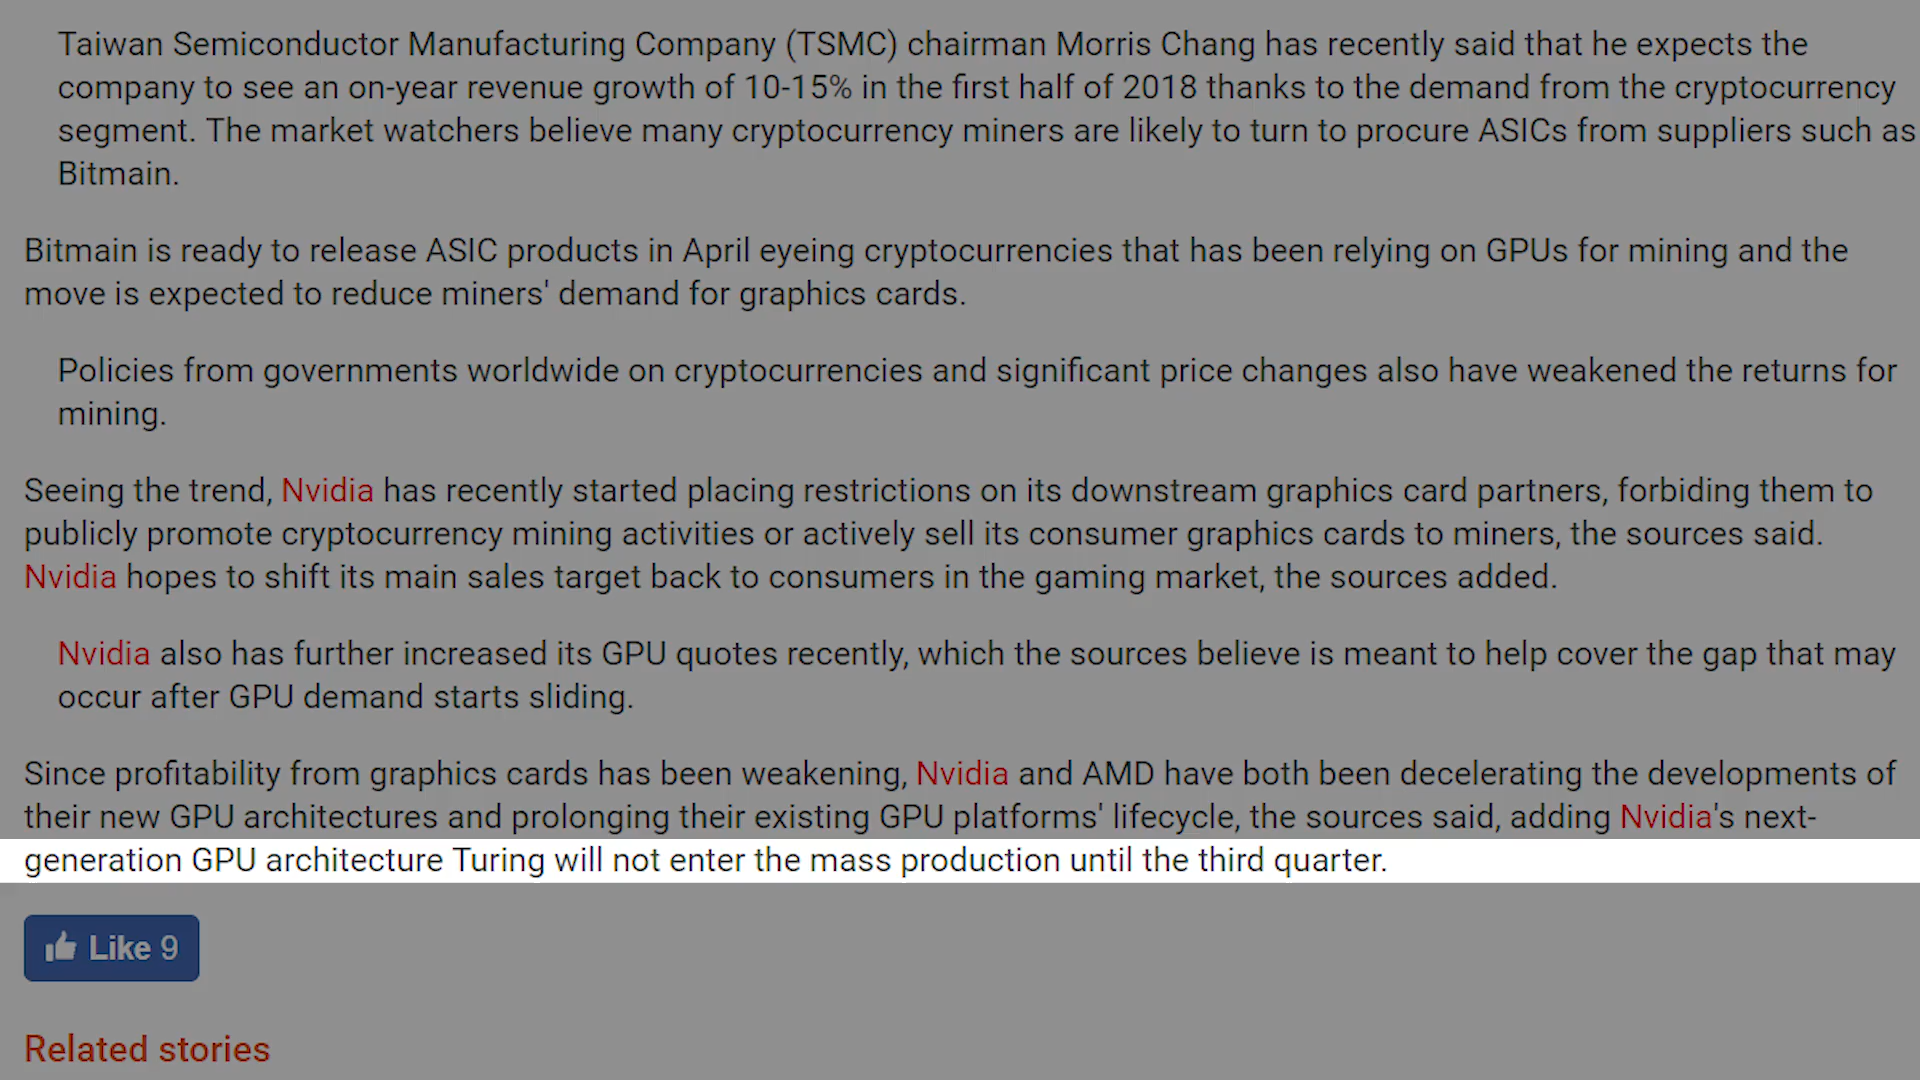 Taiwan Semiconductor Manufacturing Company (TSMC) chairman Morris Chang has recently said that he expects the
company to see an on-year revenue growth of 10-15% in the first half of 2018 thanks to the demand from the cryptocurrency
segment. The market watchers believe many cryptocurrency miners are likely to turn to procure ASICs from suppliers such as
Bitmain.
Bitmain is ready to release ASIC products in April eyeing cryptocurrencies that has been relying on GPUs for mining and the
move is expected to reduce miners' demand for graphics cards.
Policies from governments worldwide on cryptocurrencies and significant price changes also have weakened the returns for
mining.
Seeing the trend, Nvidia has recently started placing restrictions on its downstream graphics card partners, forbiding them to
publicly promote cryptocurrency mining activities or actively sell its consumer graphics cards to miners, the sources said.
Nvidia hopes to shift its main sales target back to consumers in the gaming market, the sources added.
Nvidia also has further increased its GPU quotes recently, which the sources believe is meant to help cover the gap that may
occur after GPU demand starts sliding.
Since profitability from graphics cards has been weakening, Nvidia and AMD have both been decelerating the developments of
their new GPU architectures and prolonging their existing GPU platforms' lifecycle, the sources said, adding Nvidia's next-
generation GPU architecture Turing will not enter the mass production until the third quarter.
Like 9
Related stories